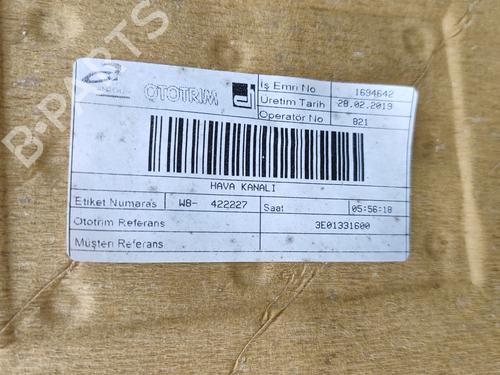 B-PARTS
OTOTRIM
İş Emri No 1694642
Üretim Tarih 28.02.2019
Operatör No 821
HAVA KANALI
Etiket Numaras W8- 422227 Saat 05:56:18
Ototrim Referans 3E01331600
Müşteri Referans